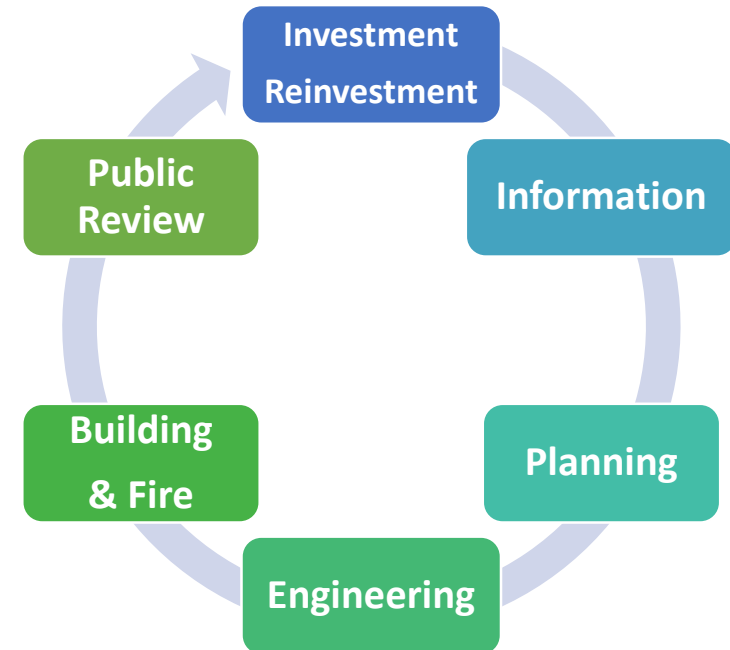 Investment
Reinvestment
Information
Planning
Engineering
Building
& Fire
Public
Review